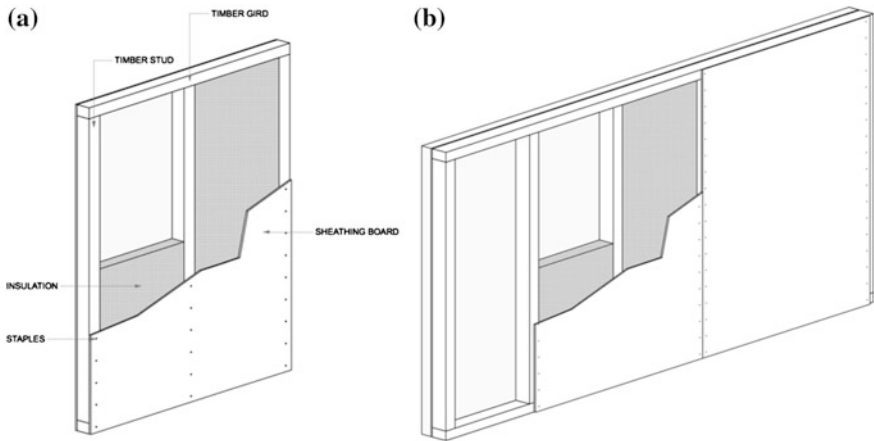 (a)
TIMBER GIRD
TIMBER STUD
SHEATHING BOARD
INSULATION
STAPLES
(b)